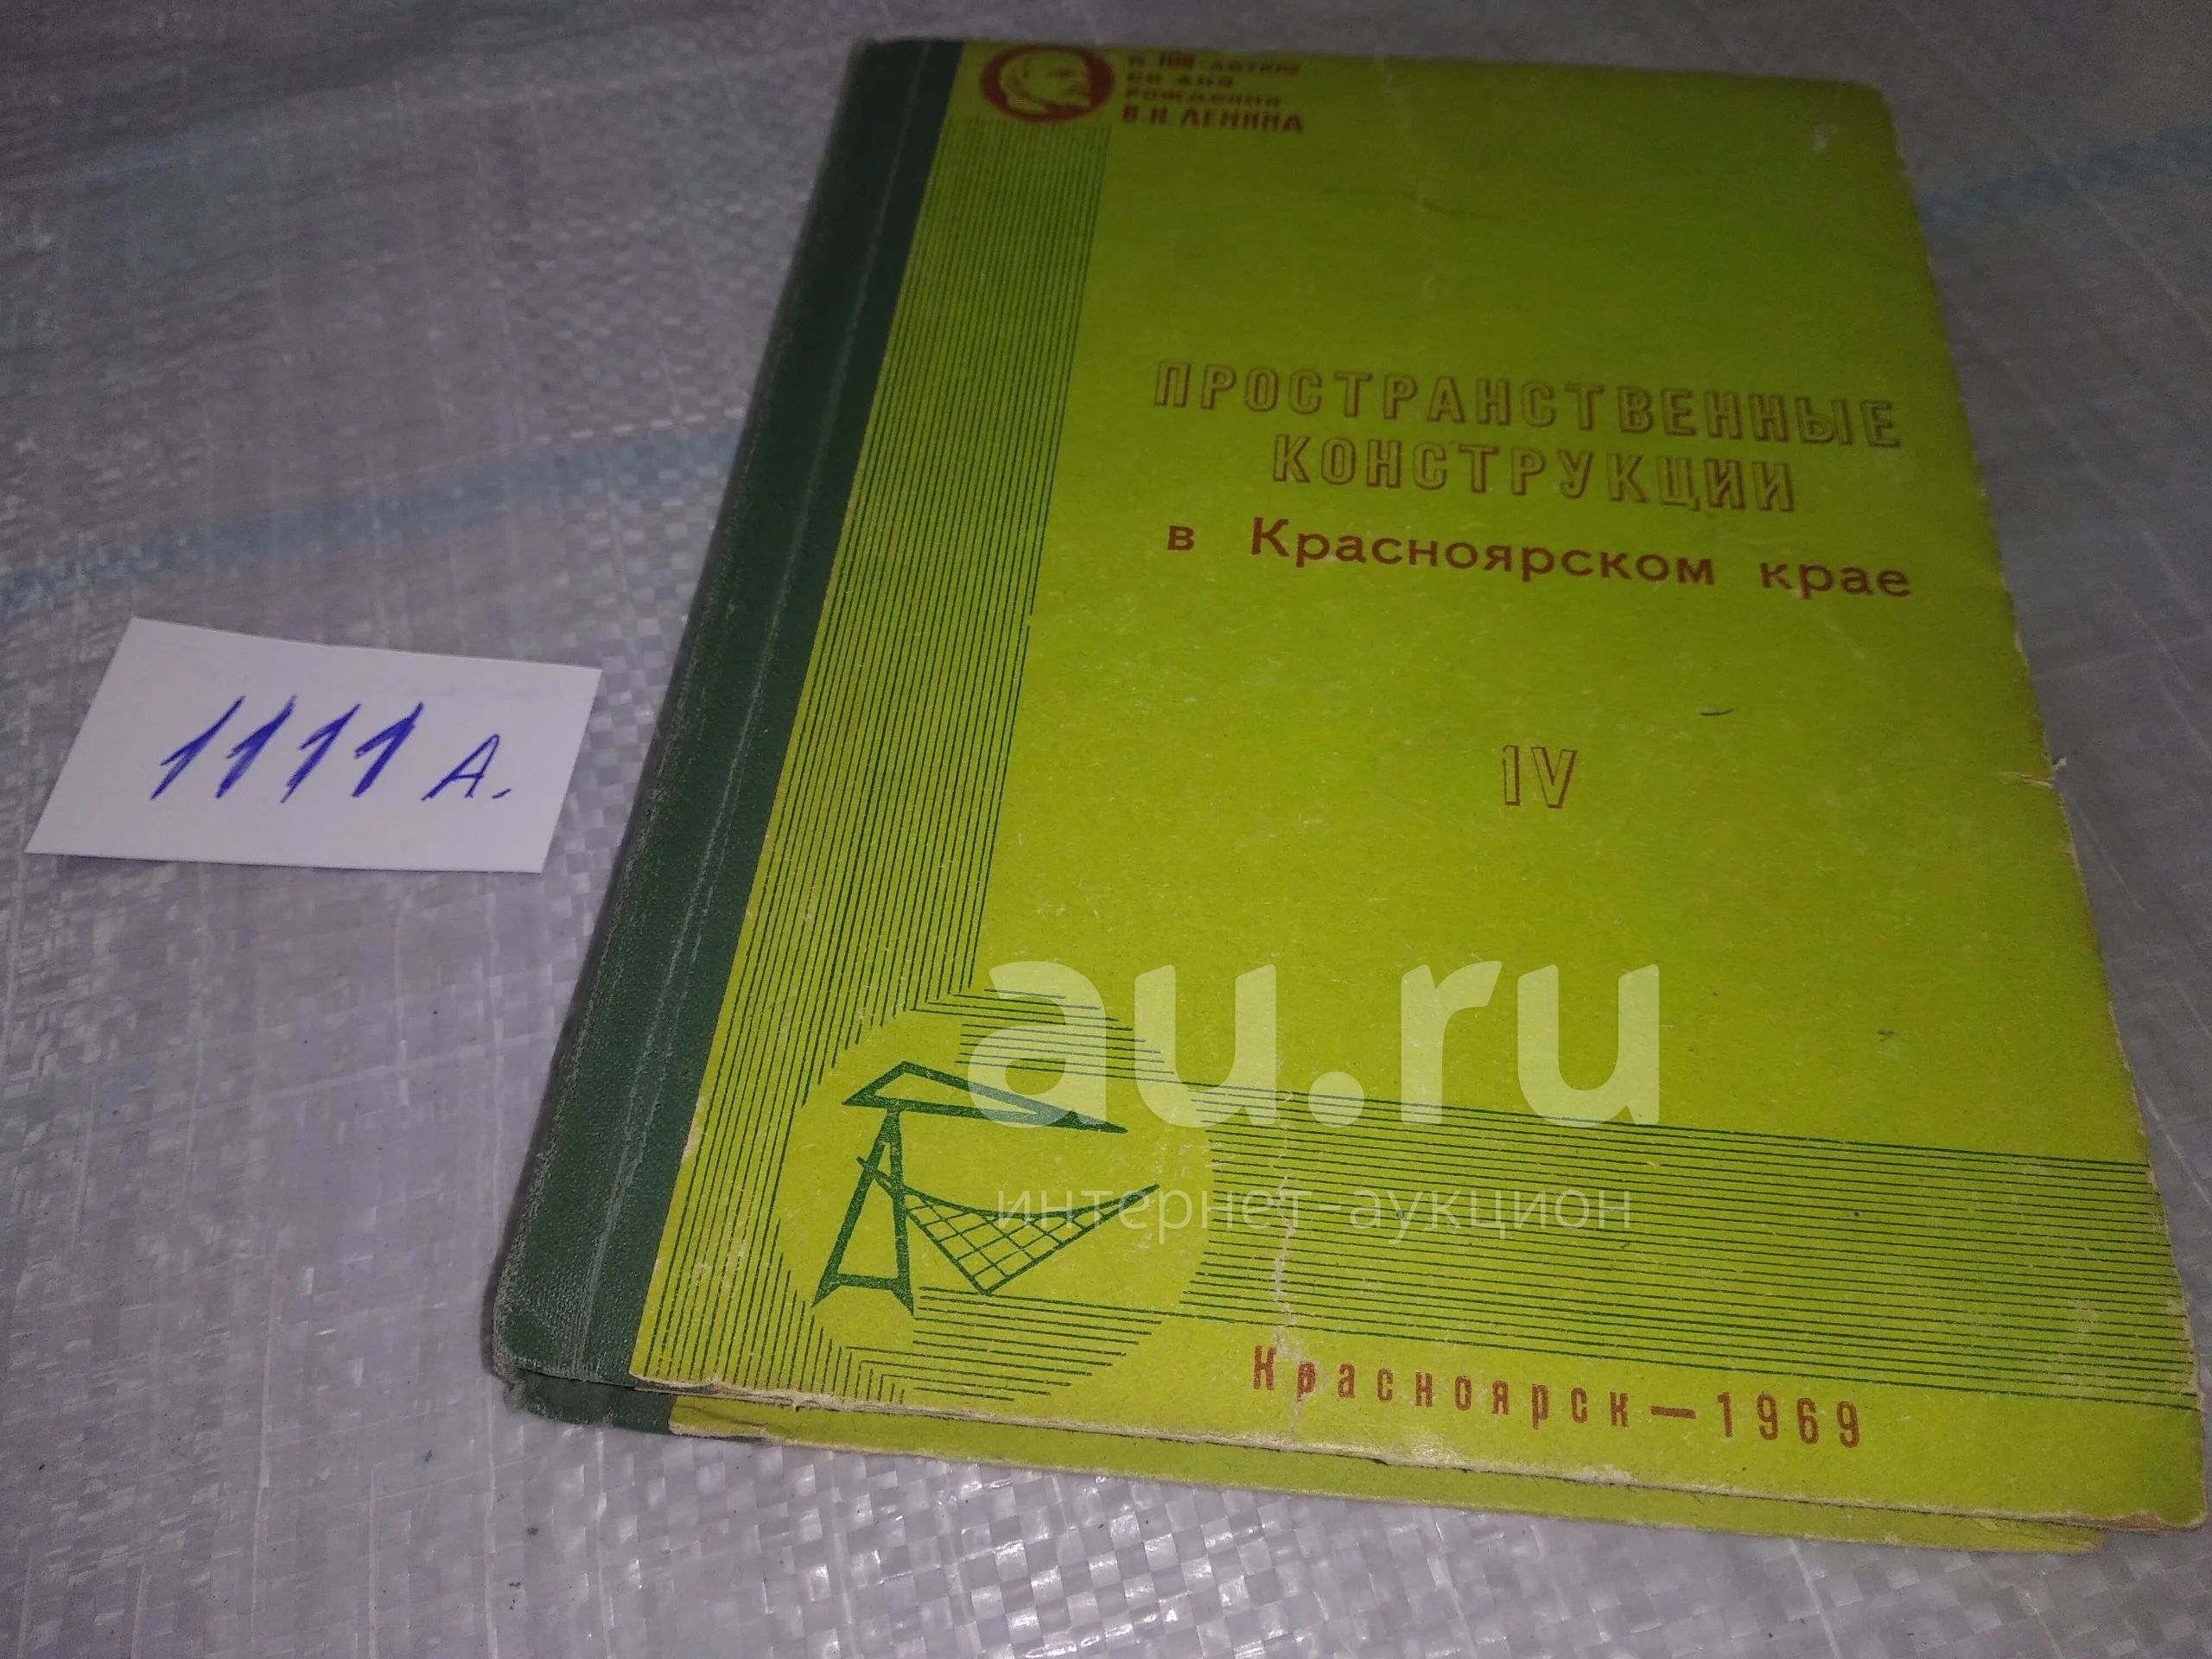 К 100-летию
со дня
рождения
В. И. ЛЕНИНА
ПРОСТРАНСТВЕННЫЕ
КОНСТРУКЦИИ
в Красноярском крае
IV
1111 А.
au.ru
интернет-аукцион
Красноярск — 1969